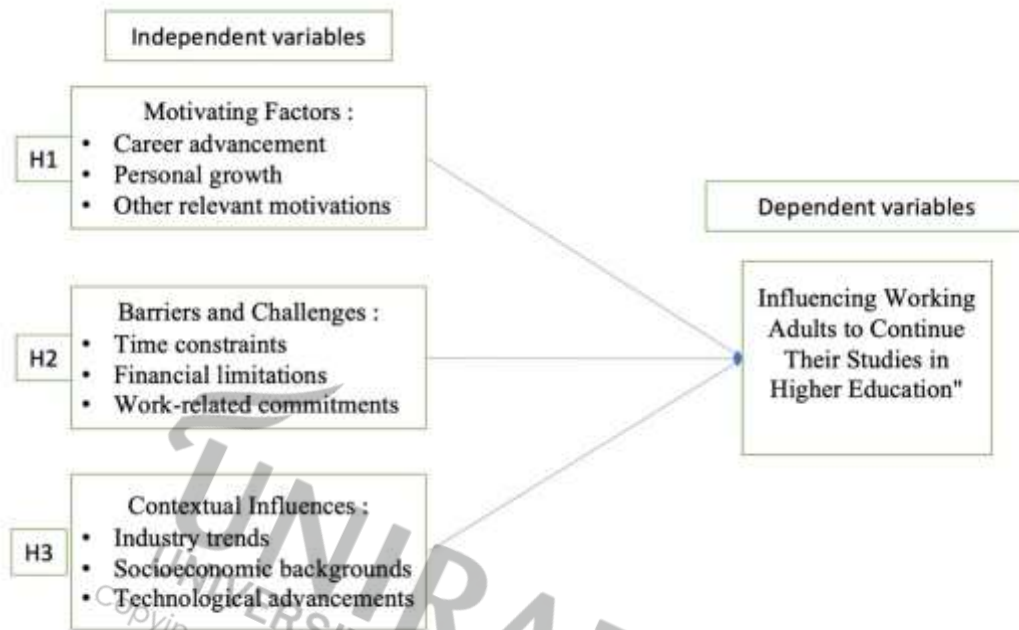 Independent variables
H1
Motivating Factors :
• Career advancement
• Personal growth
• Other relevant motivations
H2
Barriers and Challenges :
• Time constraints
• Financial limitations
• Work-related commitments
H3
Contextual Influences :
• Industry trends
• Socioeconomic backgrounds
• Technological advancements
Dependent variables
Influencing Working
Adults to Continue
Their Studies in
Higher Education"